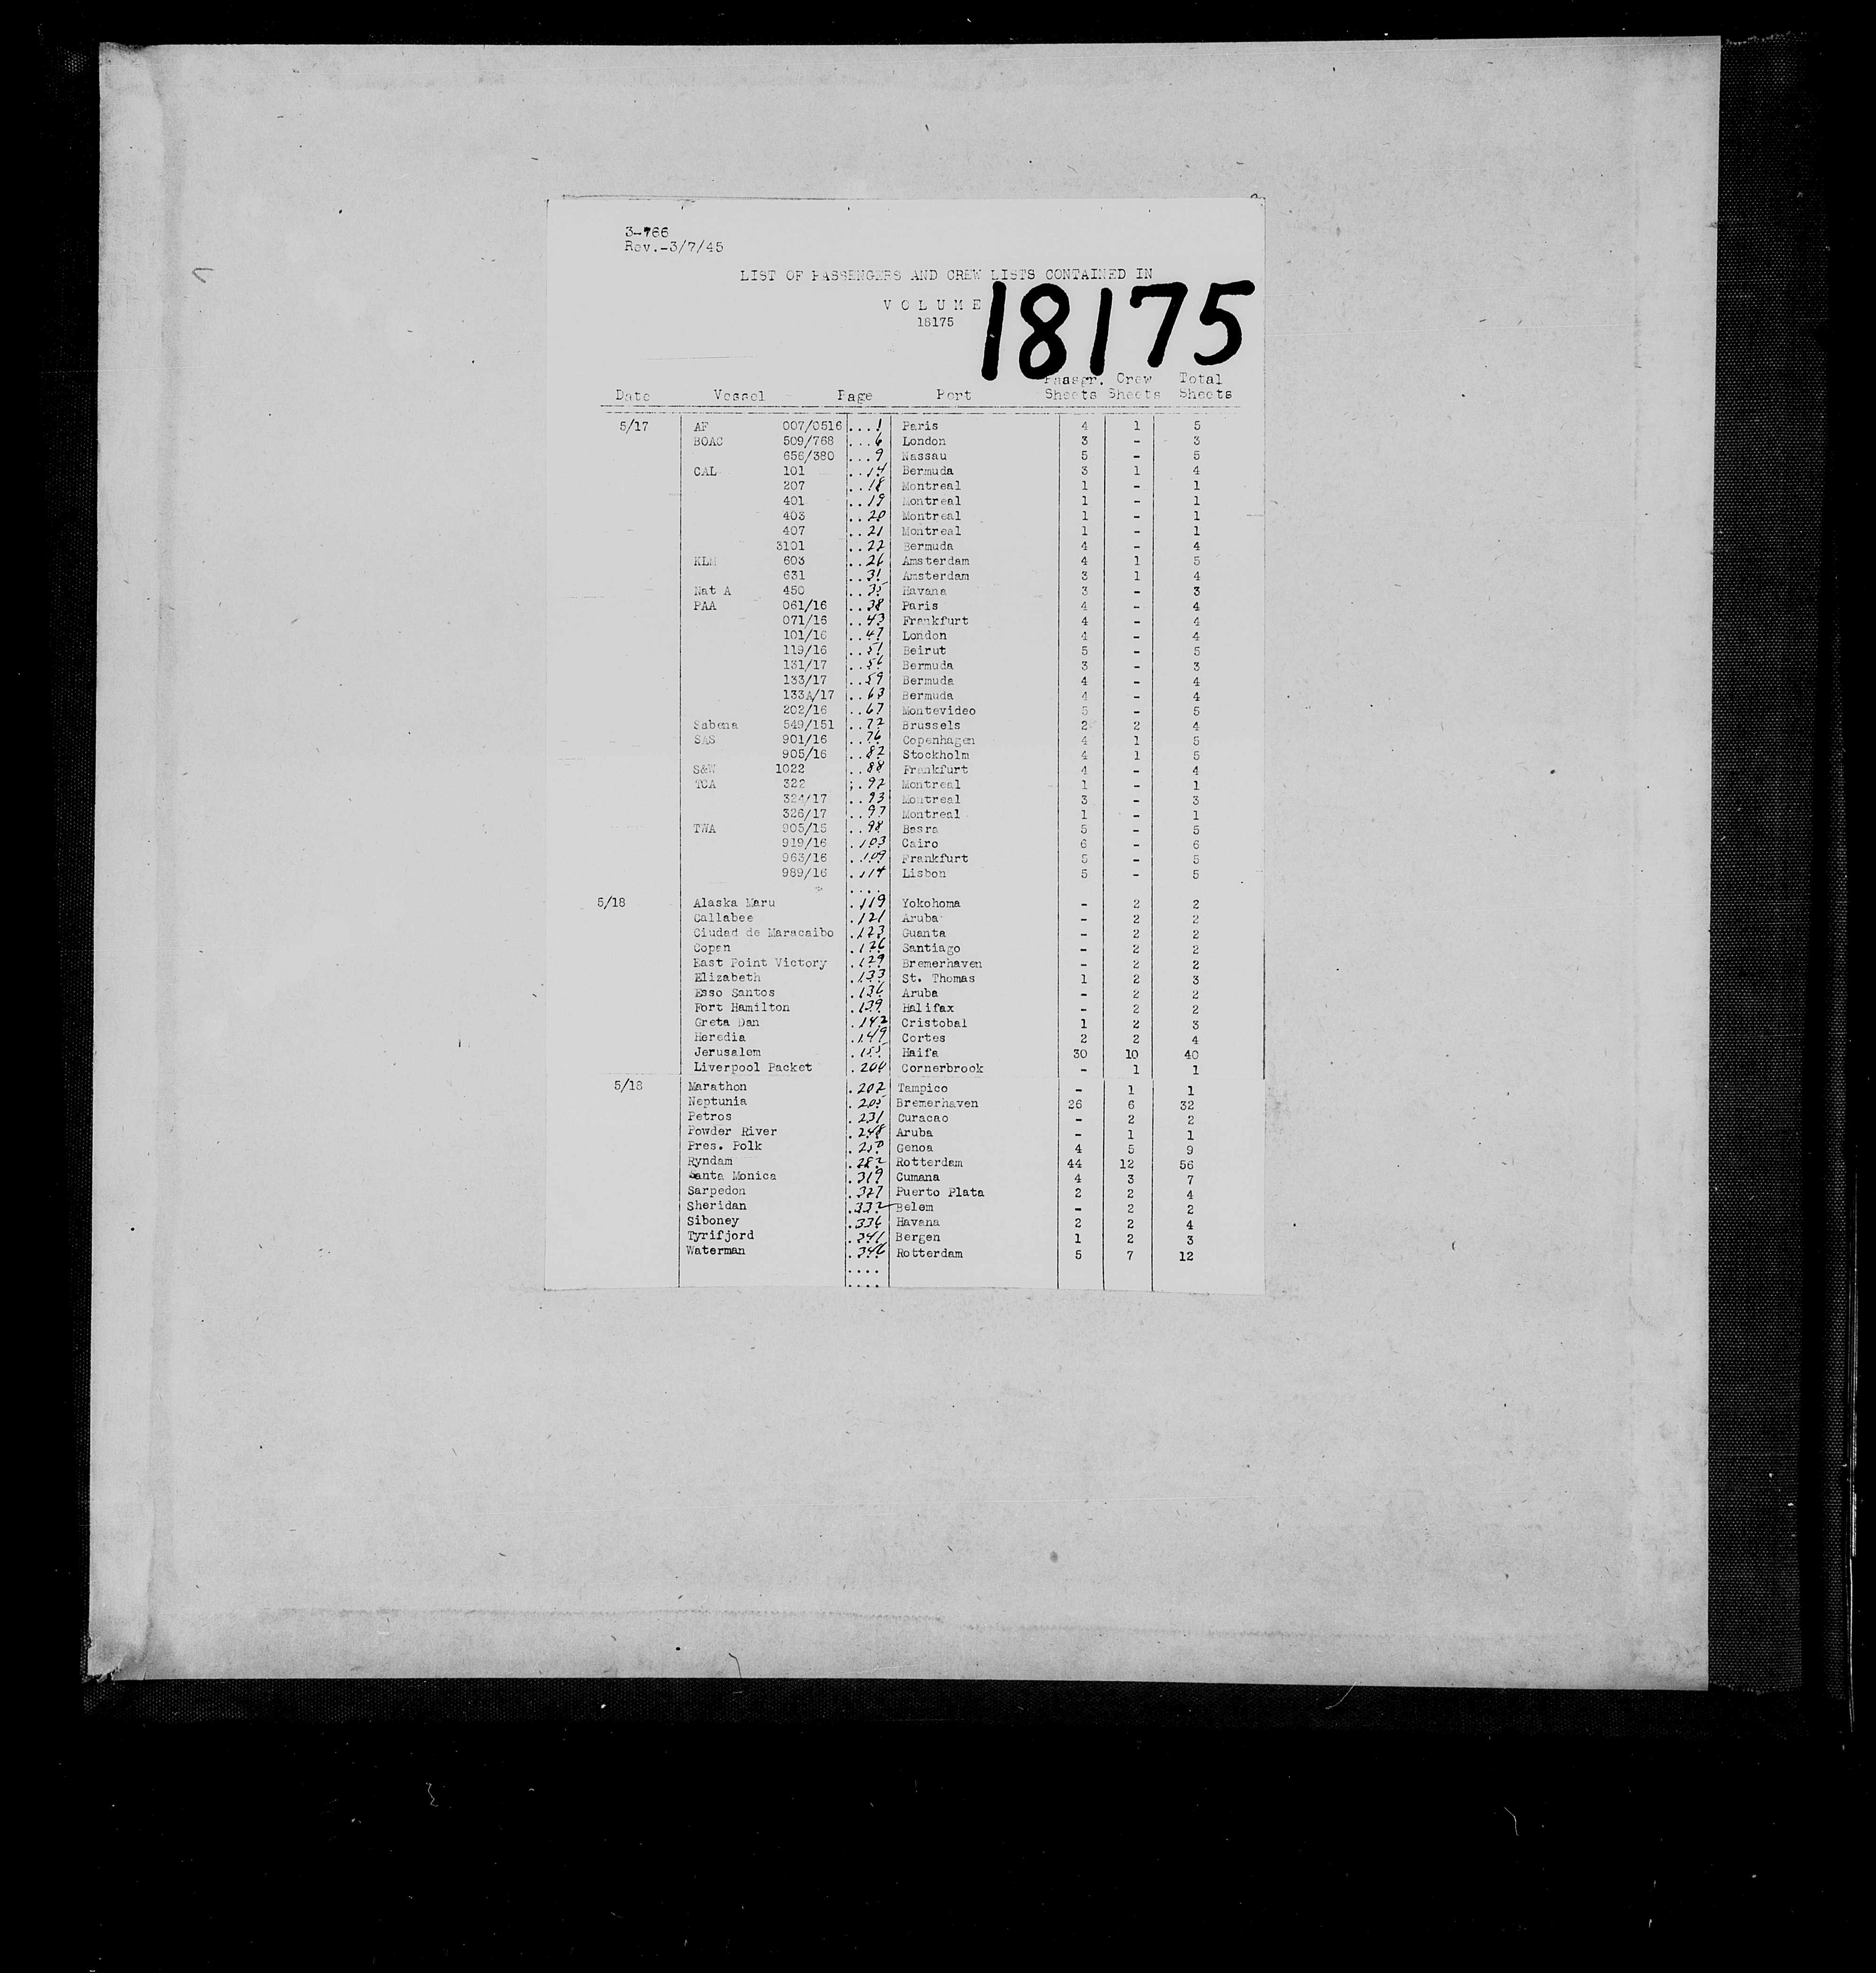 3-766
Rev.-3/7/45
LIST OF PASSENGERS AND CREW LISTS CONTAINED IN
V O L U M E 18175
18175
Date Vessel Page Port Paasgr. Sheets Crew Sheets Total Sheets
5/17 AF 007/0516 ...1 Paris 4 1 5
BOAC 509/768 ...6 London 3 - 3
656/380 ...9 Nassau 5 - 5
CAL 101 ..14 Bermuda 3 1 4
207 ..18 Montreal 1 - 1
401 ..19 Montreal 1 - 1
403 ..20 Montreal 1 - 1
407 ..21 Montreal 1 - 1
3101 ..22 Bermuda 4 - 4
KLM 603 ..26 Amsterdam 4 1 5
631 ..31 Amsterdam 3 1 4
Nat A 450 ..35 Havana 3 - 3
PAA 061/16 ..38 Paris 4 - 4
071/16 ..43 Frankfurt 4 - 4
101/16 ..47 London 4 - 4
119/16 ..51 Beirut 5 - 5
131/17 ..56 Bermuda 3 - 3
133/17 ..59 Bermuda 4 - 4
133A/17 ..63 Bermuda 4 - 4
202/16 ..67 Montevideo 5 - 5
Sabena 549/151 ..72 Brussels 2 2 4
SAS 901/16 ..76 Copenhagen 4 1 5
905/16 ..82 Stockholm 4 1 5
S&W 1022 ..88 Frankfurt 4 - 4
TCA 322 ..92 Montreal 1 - 1
324/17 ..93 Montreal 3 - 3
326/17 ..97 Montreal 1 - 1
TWA 905/15 ..98 Basra 5 - 5
919/16 .103 Cairo 6 - 6
963/16 .109 Frankfurt 5 - 5
989/16 .114 Lisbon 5 - 5
....
5/18 Alaska Maru .119 Yokohoma - 2 2
Callabee .121 Aruba - 2 2
Ciudad de Maracaibo .123 Guanta - 2 2
Copan .126 Santiago - 2 2
East Point Victory .129 Bremerhaven - 2 2
Elizabeth .133 St. Thomas 1 2 3
Esso Santos .136 Aruba - 2 2
Fort Hamilton .139 Halifax - 2 2
Greta Dan .142 Cristobal 1 2 3
Heredia .149 Cortes 2 2 4
Jerusalem .155 Haifa 30 10 40
Liverpool Packet .200 Cornerbrook - 1 1
5/18 Marathon .202 Tampico - 1 1
Neptunia .205 Bremerhaven 26 6 32
Petros .231 Curacao - 2 2
Powder River .248 Aruba - 1 1
Pres. Polk .250 Genoa 4 5 9
Ryndam .282 Rotterdam 44 12 56
Santa Monica .319 Cumana 4 3 7
Sarpedon .327 Puerto Plata 2 2 4
Sheridan .332 Belem - 2 2
Siboney .336 Havana 2 2 4
Tyrifjord .341 Bergen 1 2 3
Waterman .346 Rotterdam 5 7 12
....
....